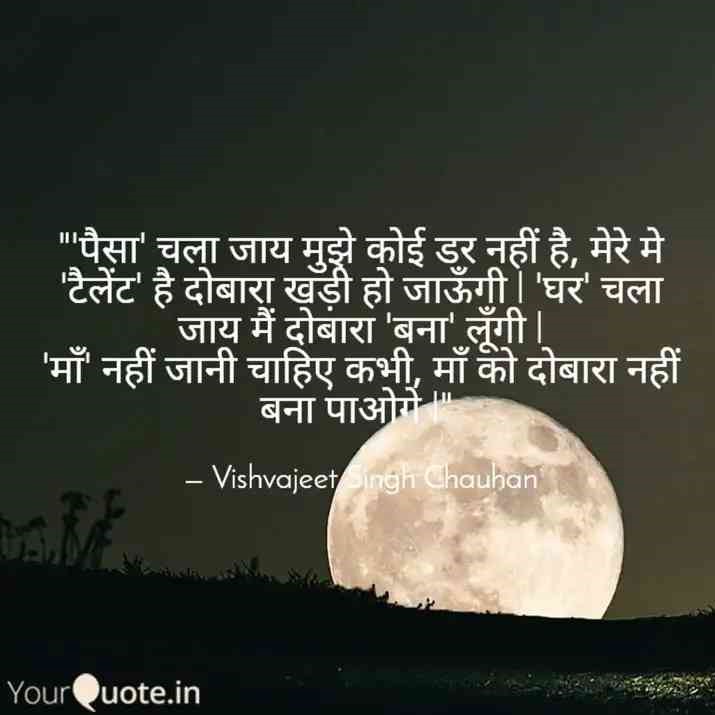 "'पैसा' चला जाय मुझे कोई डर नहीं है, मेरे मे
'टैलेंट' है दोबारा खड़ी हो जाऊँगी | 'घर' चला
जाय मैं दोबारा 'बना' लूँगी |
'माँ' नहीं जानी चाहिए कभी, माँ को दोबारा नहीं
बना पाओगे |"
— Vishvajeet Singh Chauhan
YourQuote.in